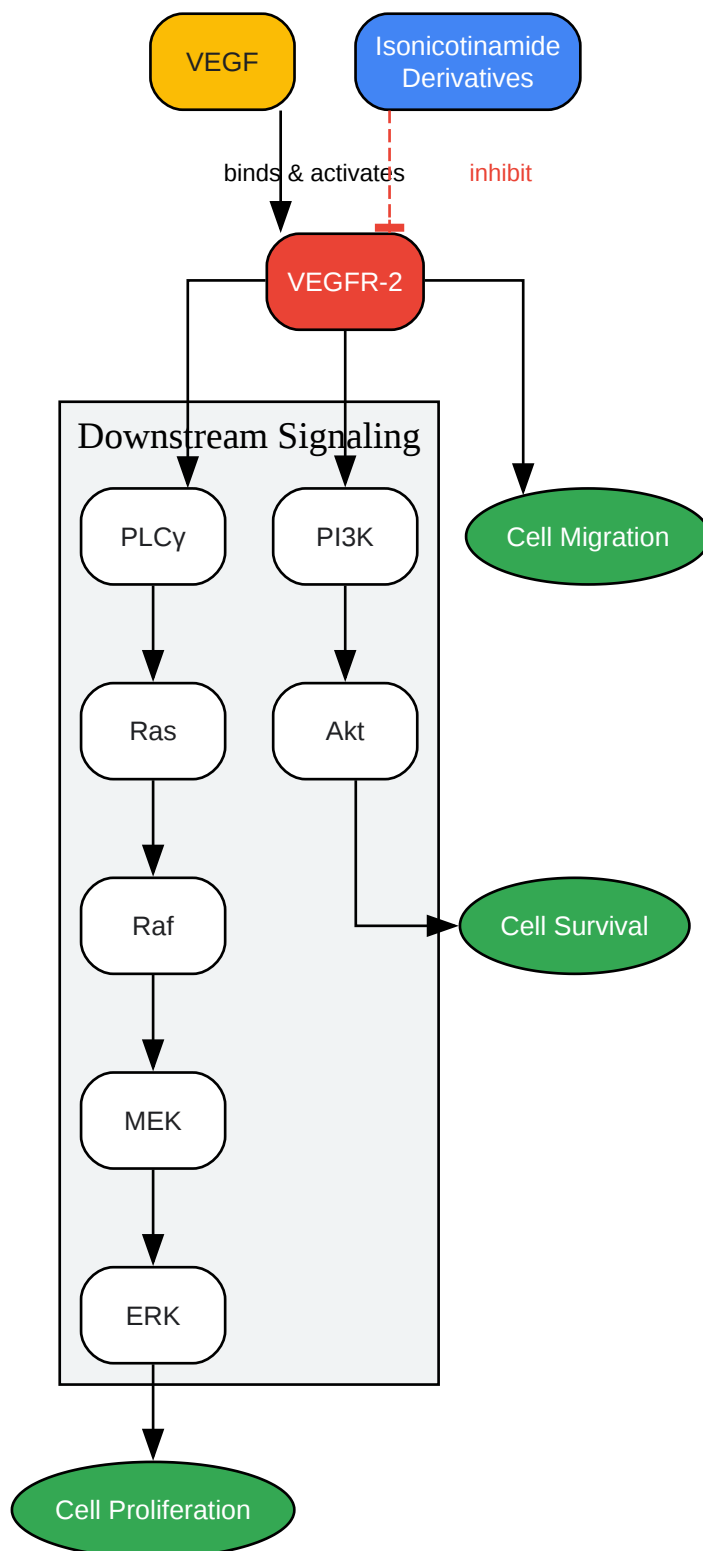 VEGF
Isonicotinamide
Derivatives
binds & activates
inhibit
VEGFR-2
Downstream Signaling
PLCγ
PI3K
Cell Migration
Ras
Akt
Raf
Cell Survival
MEK
ERK
Cell Proliferation